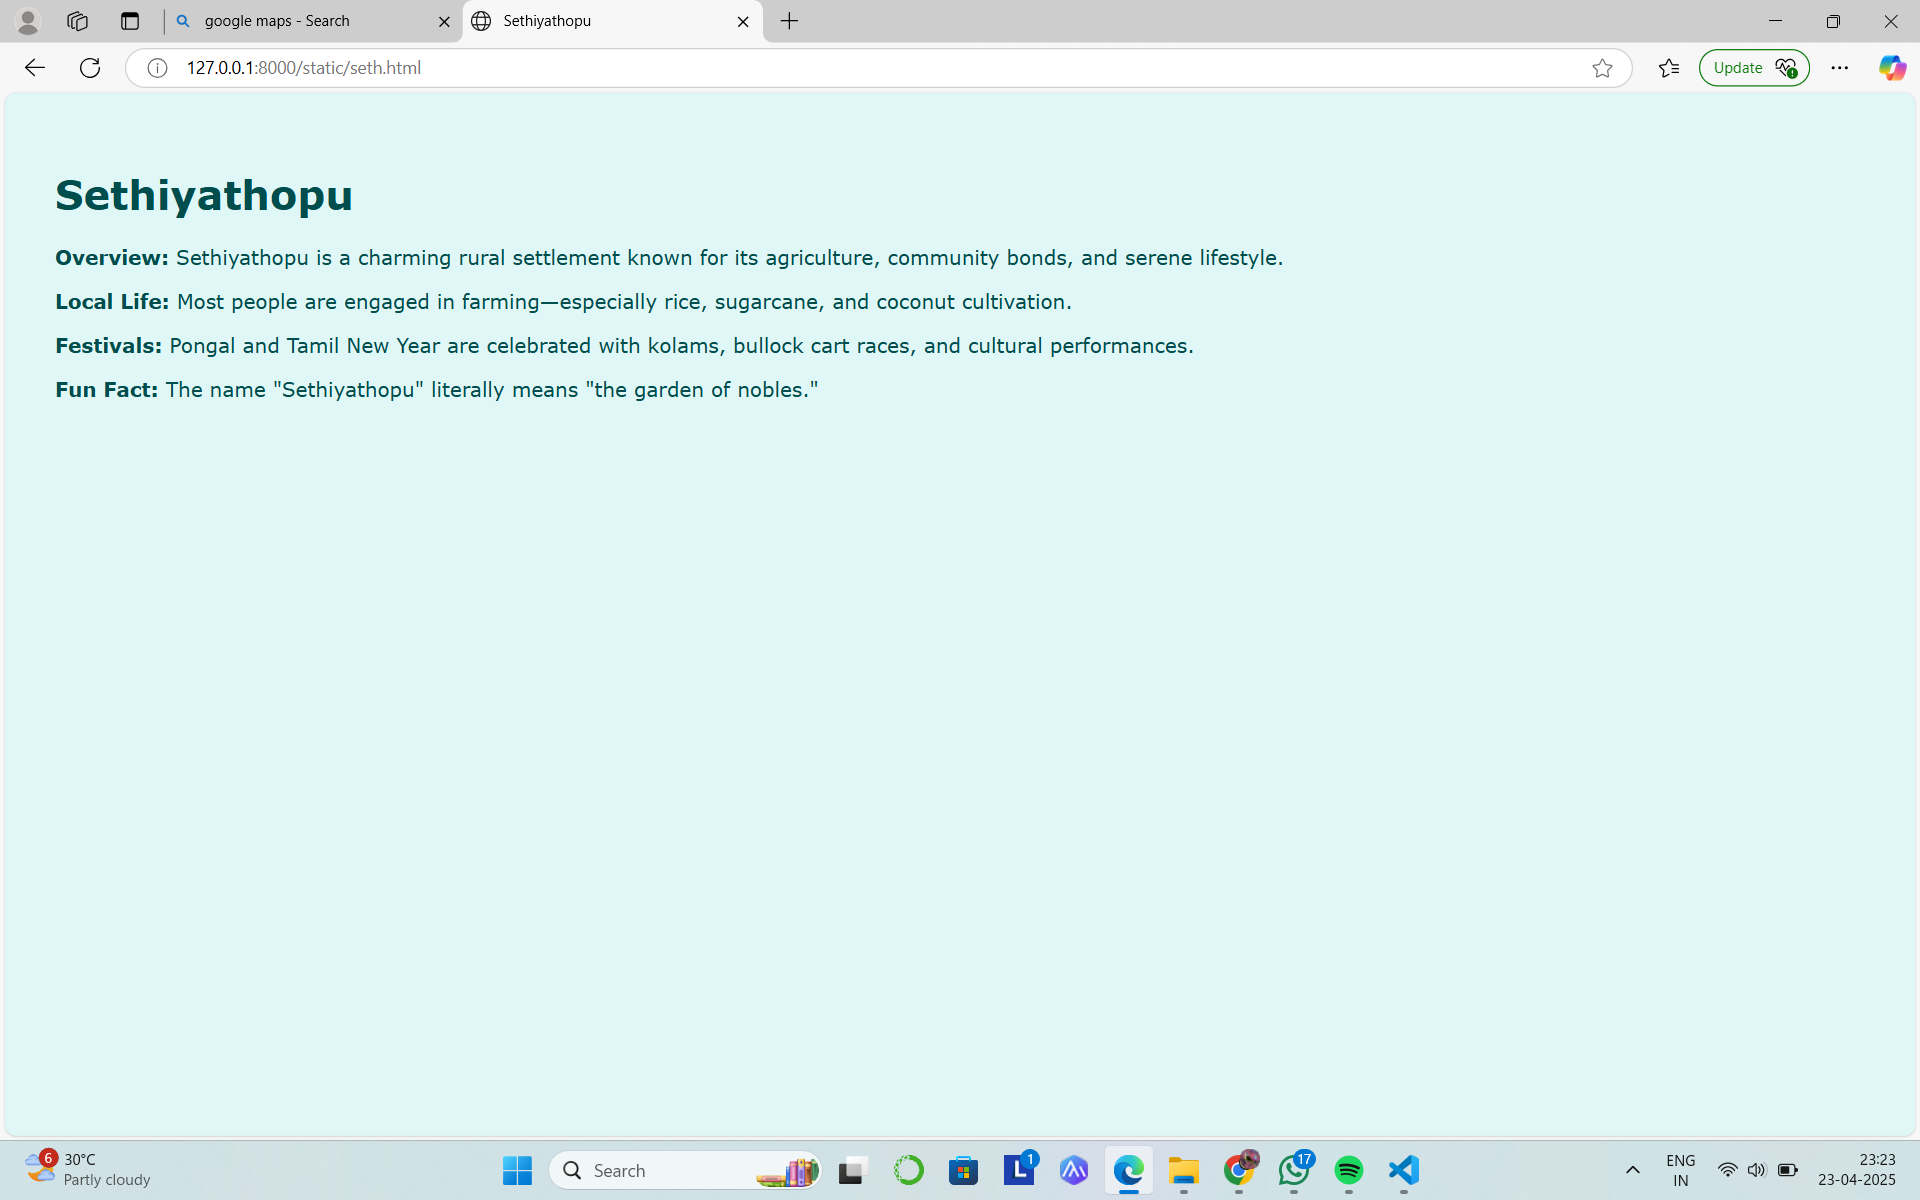 google maps - Search
Sethiyathopu
127.0.0.1:8000/static/seth.html
Update
Sethiyathopu
Overview: Sethiyathopu is a charming rural settlement known for its agriculture, community bonds, and serene lifestyle.
Local Life: Most people are engaged in farming—especially rice, sugarcane, and coconut cultivation.
Festivals: Pongal and Tamil New Year are celebrated with kolams, bullock cart races, and cultural performances.
Fun Fact: The name "Sethiyathopu" literally means "the garden of nobles."
6
30°C
Partly cloudy
Search
L
1
17
ENG
IN
23:23
23-04-2025